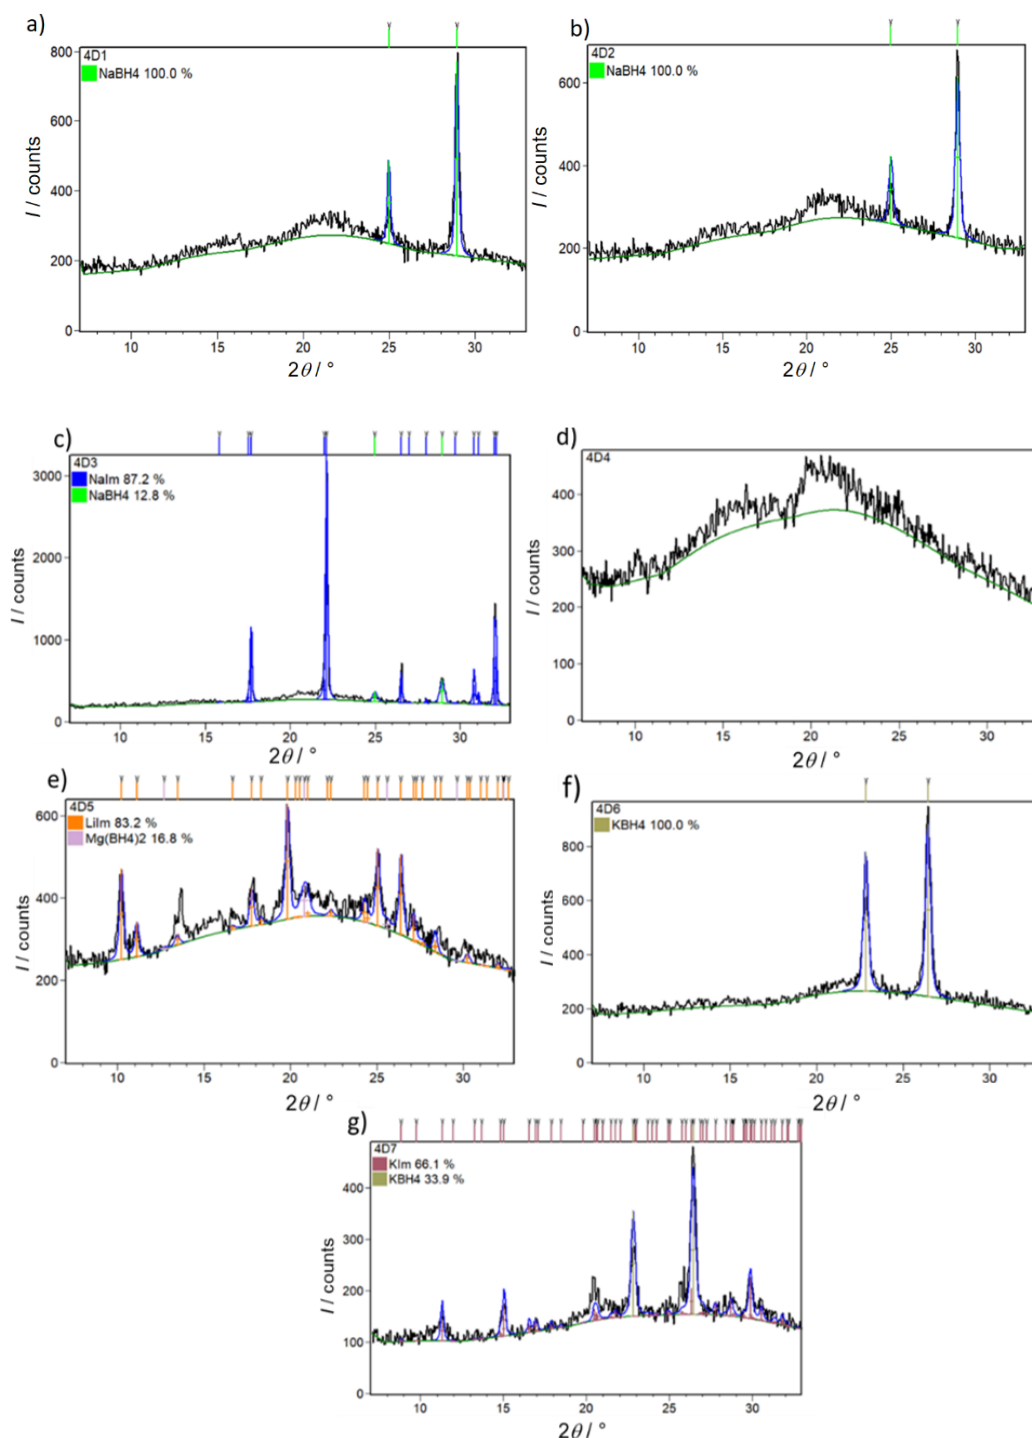 a)
4D1
NaBH4 100.0 %
800
600
400
200
0
10 15 20 25 30
I / counts
2θ / °
b)
4D2
NaBH4 100.0 %
600
400
200
0
10 15 20 25 30
I / counts
2θ / °
c)
4D3
NaIm 87.2 %
NaBH4 12.8 %
3000
2000
1000
0
10 15 20 25 30
I / counts
2θ / °
d)
4D4
400
300
200
100
0
10 15 20 25 30
I / counts
2θ / °
e)
4D5
LiIm 83.2 %
Mg(BH4)2 16.8 %
600
400
200
0
10 15 20 25 30
I / counts
2θ / °
f)
4D6
KBH4 100.0 %
800
600
400
200
0
10 15 20 25 30
I / counts
2θ / °
g)
4D7
KIm 66.1 %
KBH4 33.9 %
400
300
200
100
0
10 15 20 25 30
I / counts
2θ / °